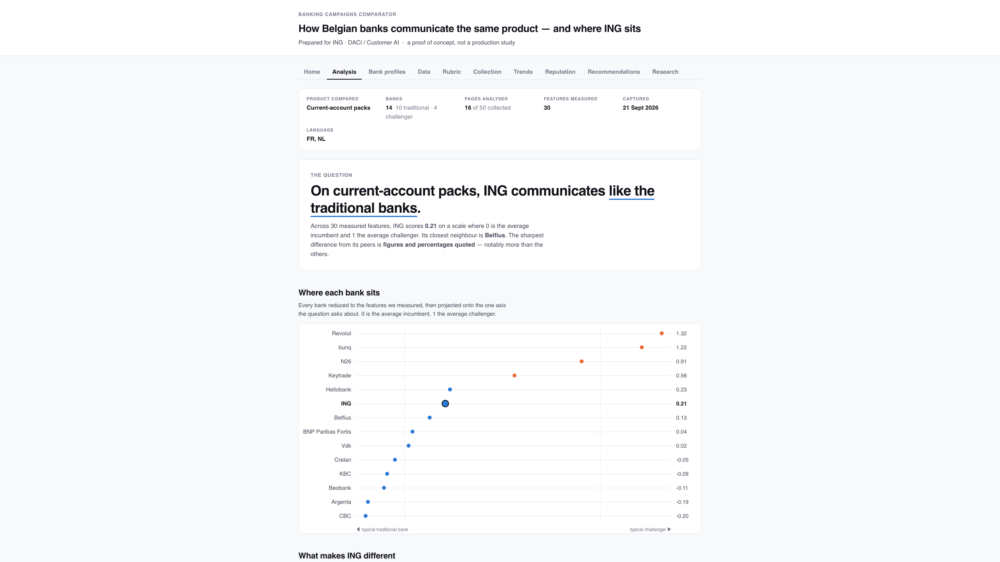 BANKING CAMPAIGNS COMPARATOR
How Belgian banks communicate the same product — and where ING sits
Prepared for ING · DACI / Customer AI · a proof of concept, not a production study
Home Analysis Bank profiles Data Rubric Collection Trends Reputation Recommendations Research
PRODUCT COMPARED BANKS PAGES ANALYSED FEATURES MEASURED CAPTURED
Current-account packs 14 10 traditional · 4 16 of 50 collected 30 21 Sept 2026
challenger
LANGUAGE
FR, NL
THE QUESTION
On current-account packs, ING communicates like the
traditional banks.
Across 30 measured features, ING scores 0.21 on a scale where 0 is the average
incumbent and 1 the average challenger. Its closest neighbour is Belfius. The sharpest
difference from its peers is figures and percentages quoted — notably more than the
others.
Where each bank sits
Every bank reduced to the features we measured, then projected onto the one axis
the question asks about. 0 is the average incumbent, 1 the average challenger.
Revolut 1.32
bunq 1.22
N26 0.91
Keytrade 0.56
Hellobank 0.23
ING 0.21
Belfius 0.13
BNP Paribas Fortis 0.04
Vdk 0.02
Crelan -0.05
KBC -0.09
Beobank -0.11
Argenta -0.19
CBC -0.20
◀ typical traditional bank typical challenger ▶
What makes ING different